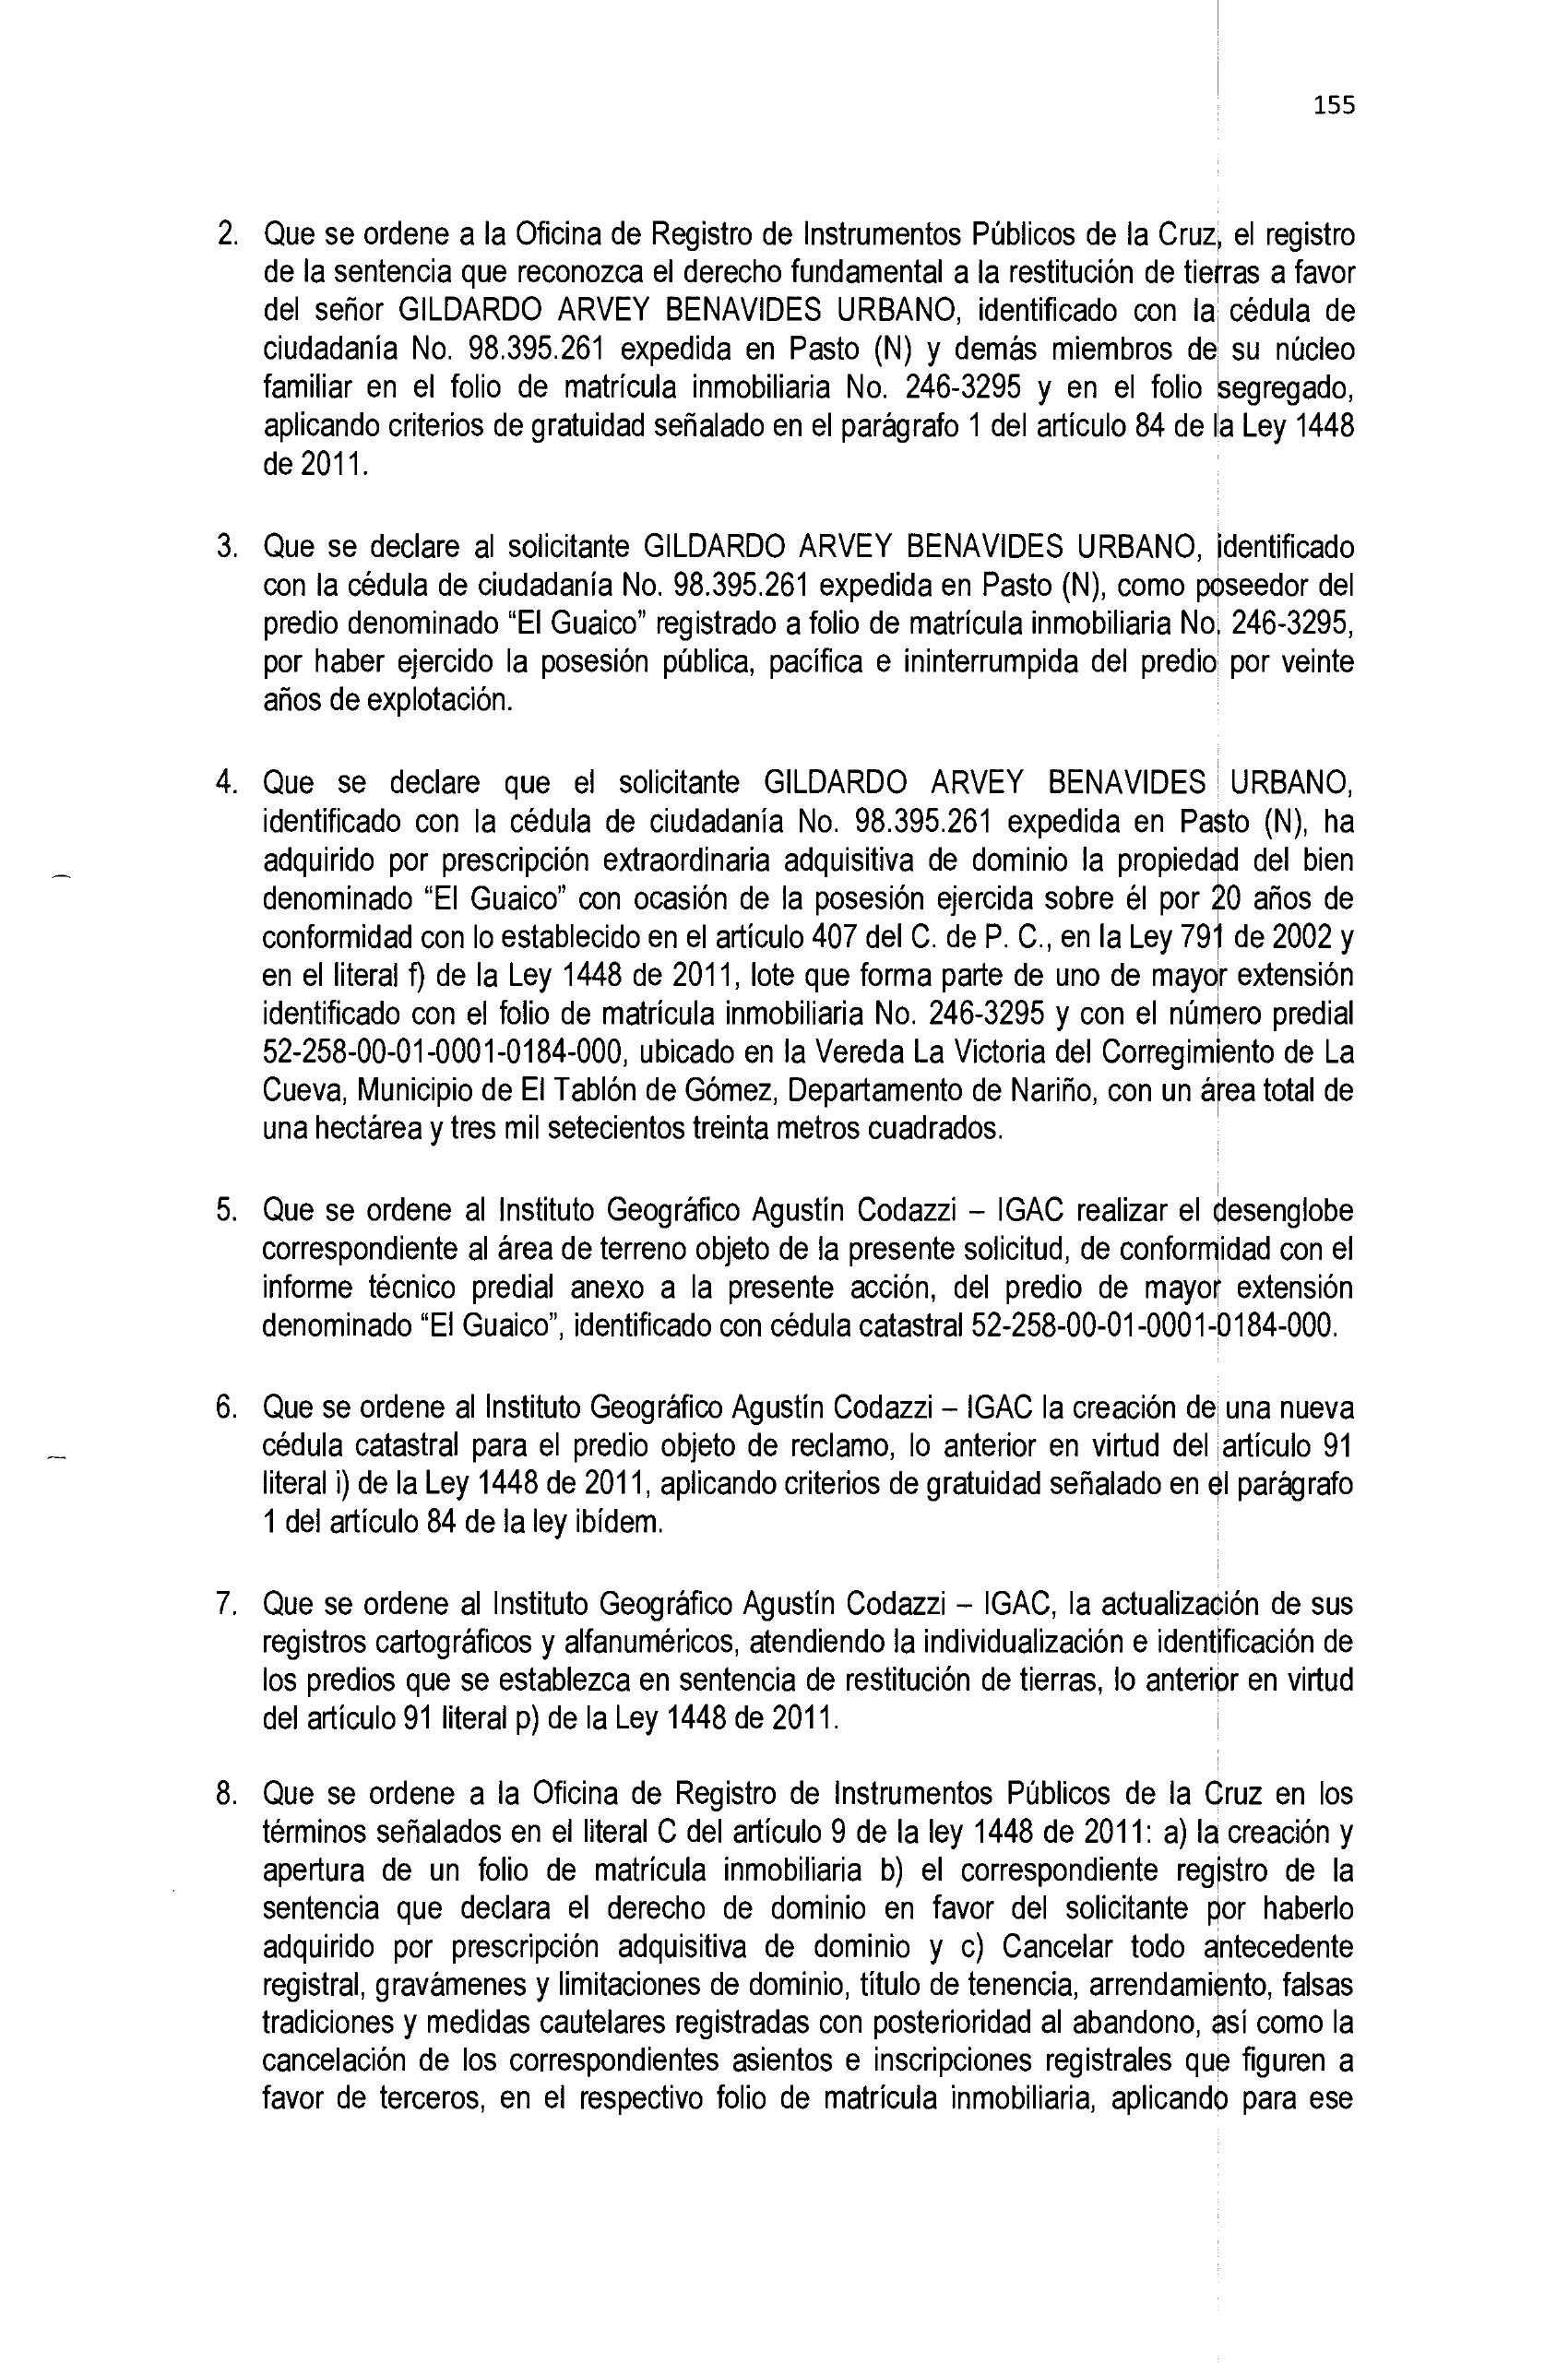 155
2. Que se ordene a la Oficina de Registro de Instrumentos Públicos de la Cruz, el registro
de la sentencia que reconozca el derecho fundamental a la restitución de tierras a favor
del señor GILDARDO ARVEY BENAVIDES URBANO, identificado con la cédula de
ciudadanía No. 98.395.261 expedida en Pasto (N) y demás miembros de su núcleo
familiar en el folio de matrícula inmobiliaria No. 246-3295 y en el folio segregado,
aplicando criterios de gratuidad señalado en el parágrafo 1 del artículo 84 de la Ley 1448
de 2011.
3. Que se declare al solicitante GILDARDO ARVEY BENAVIDES URBANO, identificado
con la cédula de ciudadanía No. 98.395.261 expedida en Pasto (N), como poseedor del
predio denominado “El Guaico” registrado a folio de matrícula inmobiliaria No. 246-3295,
por haber ejercido la posesión pública, pacífica e ininterrumpida del predio por veinte
años de explotación.
4. Que se declare que el solicitante GILDARDO ARVEY BENAVIDES URBANO,
identificado con la cédula de ciudadanía No. 98.395.261 expedida en Pasto (N), ha
adquirido por prescripción extraordinaria adquisitiva de dominio la propiedad del bien
denominado “El Guaico” con ocasión de la posesión ejercida sobre él por 20 años de
conformidad con lo establecido en el artículo 407 del C. de P. C., en la Ley 791 de 2002 y
en el literal f) de la Ley 1448 de 2011, lote que forma parte de uno de mayor extensión
identificado con el folio de matrícula inmobiliaria No. 246-3295 y con el número predial
52-258-00-01-0001-0184-000, ubicado en la Vereda La Victoria del Corregimiento de La
Cueva, Municipio de El Tablón de Gómez, Departamento de Nariño, con un área total de
una hectárea y tres mil setecientos treinta metros cuadrados.
5. Que se ordene al Instituto Geográfico Agustín Codazzi – IGAC realizar el desenglobe
correspondiente al área de terreno objeto de la presente solicitud, de conformidad con el
informe técnico predial anexo a la presente acción, del predio de mayor extensión
denominado “El Guaico”, identificado con cédula catastral 52-258-00-01-0001-0184-000.
6. Que se ordene al Instituto Geográfico Agustín Codazzi – IGAC la creación de una nueva
cédula catastral para el predio objeto de reclamo, lo anterior en virtud del artículo 91
literal i) de la Ley 1448 de 2011, aplicando criterios de gratuidad señalado en el parágrafo
1 del artículo 84 de la ley ibídem.
7. Que se ordene al Instituto Geográfico Agustín Codazzi – IGAC, la actualización de sus
registros cartográficos y alfanuméricos, atendiendo la individualización e identificación de
los predios que se establezca en sentencia de restitución de tierras, lo anterior en virtud
del artículo 91 literal p) de la Ley 1448 de 2011.
8. Que se ordene a la Oficina de Registro de Instrumentos Públicos de la Cruz en los
términos señalados en el literal C del artículo 9 de la ley 1448 de 2011: a) la creación y
apertura de un folio de matrícula inmobiliaria b) el correspondiente registro de la
sentencia que declara el derecho de dominio en favor del solicitante por haberlo
adquirido por prescripción adquisitiva de dominio y c) Cancelar todo antecedente
registral, gravámenes y limitaciones de dominio, título de tenencia, arrendamiento, falsas
tradiciones y medidas cautelares registradas con posterioridad al abandono, así como la
cancelación de los correspondientes asientos e inscripciones registrales que figuren a
favor de terceros, en el respectivo folio de matrícula inmobiliaria, aplicando para ese